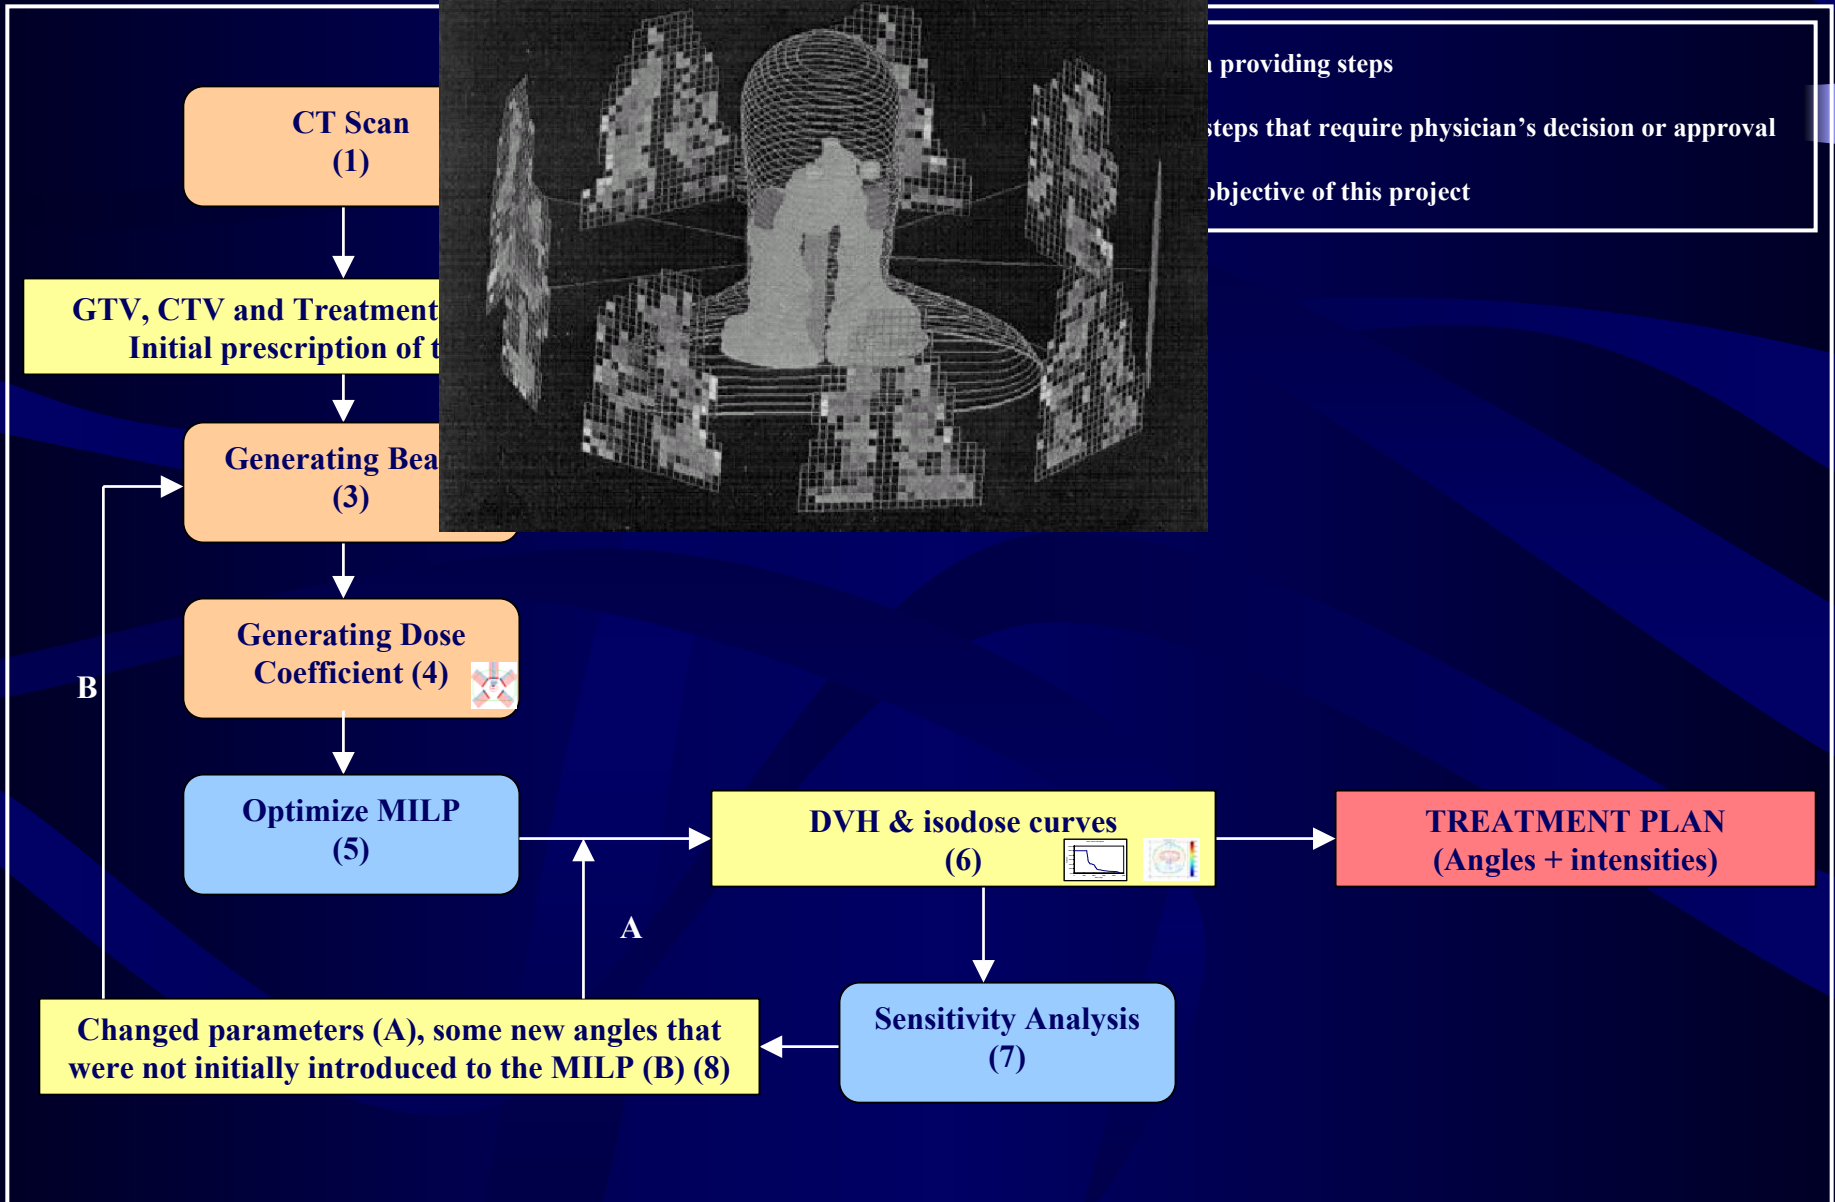 providing steps
steps that require physician's decision or approval
objective of this project
CT Scan
(1)
GTV, CTV and Treatment
Initial prescription of
Generating
(3)
Generating Dose
Coefficient (4)
B
Optimize MILP
(5)
DVH & isodose curves
(6)
TREATMENT PLAN
(Angles + intensities)
A
Changed parameters (A), some new angles that
were not initially introduced to the MILP (B) (8)
Sensitivity Analysis
(7)